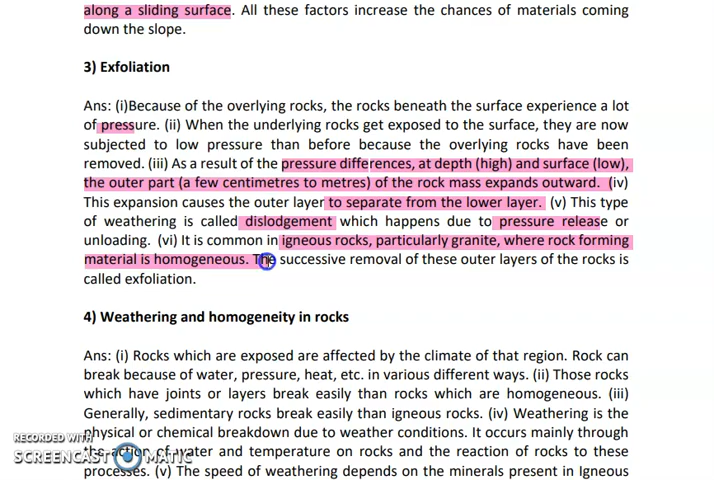 along a sliding surface. All these factors increase the chances of materials coming
down the slope.
3) Exfoliation
Ans: (i)Because of the overlying rocks, the rocks beneath the surface experience a lot
of pressure. (ii) When the underlying rocks get exposed to the surface, they are now
subjected to low pressure than before because the overlying rocks have been
removed. (iii) As a result of the pressure differences, at depth (high) and surface (low),
the outer part (a few centimetres to metres) of the rock mass expands outward. (iv)
This expansion causes the outer layer to separate from the lower layer. (v) This type
of weathering is called dislodgement which happens due to pressure release or
unloading. (vi) It is common in igneous rocks, particularly granite, where rock forming
material is homogeneous. The successive removal of these outer layers of the rocks is
called exfoliation.
4) Weathering and homogeneity in rocks
Ans: (i) Rocks which are exposed are affected by the climate of that region. Rock can
break because of water, pressure, heat, etc. in various different ways. (ii) Those rocks
which have joints or layers break easily than rocks which are homogeneous. (iii)
Generally, sedimentary rocks break easily than igneous rocks. (iv) Weathering is the
physical or chemical breakdown due to weather conditions. It occurs mainly through
the action of water and temperature on rocks and the reaction of rocks to these
processes. (v) The speed of weathering depends on the minerals present in Igneous
RECORDED WITH
SCREENCAST MATIC